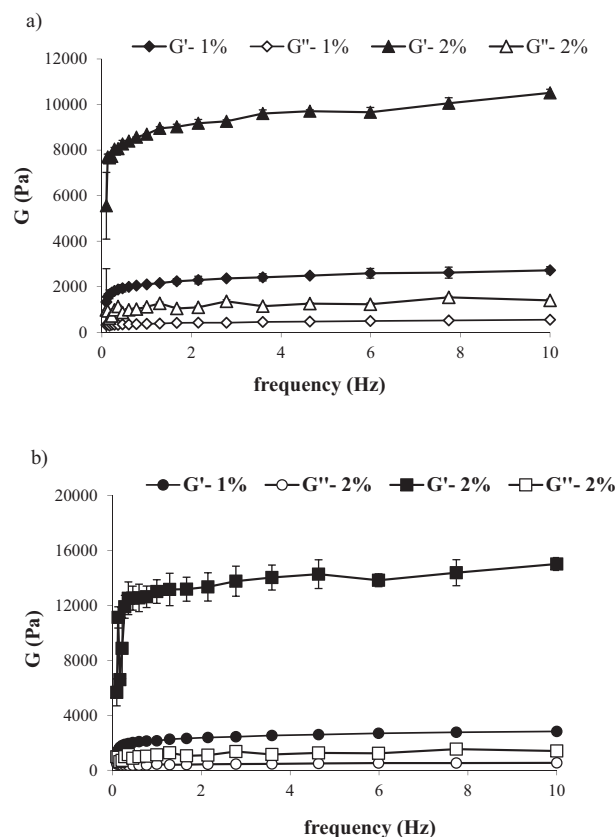 a)
G'- 1% G''- 1% G'- 2% G''- 2%
12000
10000
8000
6000
4000
2000
0
G (Pa)
0 2 4 6 8 10
frequency (Hz)
b)
G'- 1% G''- 2% G'- 2% G''- 2%
20000
16000
12000
8000
4000
0
G (Pa)
0 2 4 6 8 10
frequency (Hz)